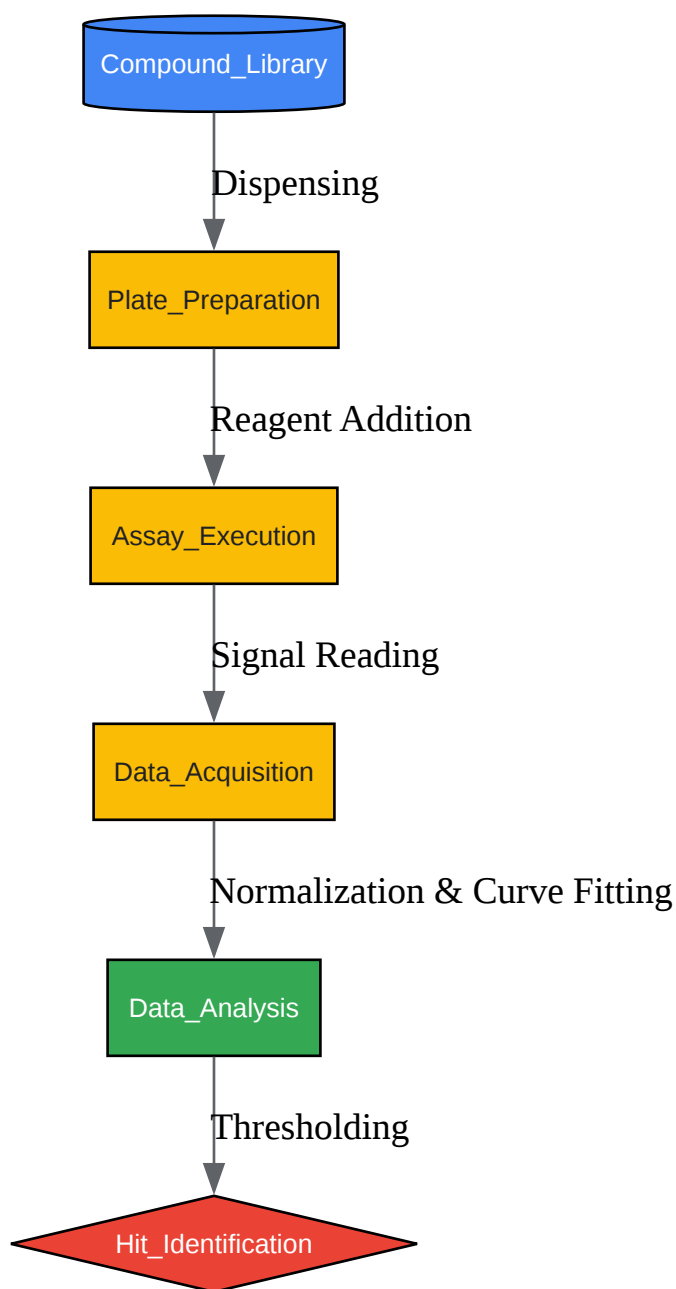 Compound_Library
Dispensing
Plate_Preparation
Reagent Addition
Assay_Execution
Signal Reading
Data_Acquisition
Normalization & Curve Fitting
Data_Analysis
Thresholding
Hit_Identification